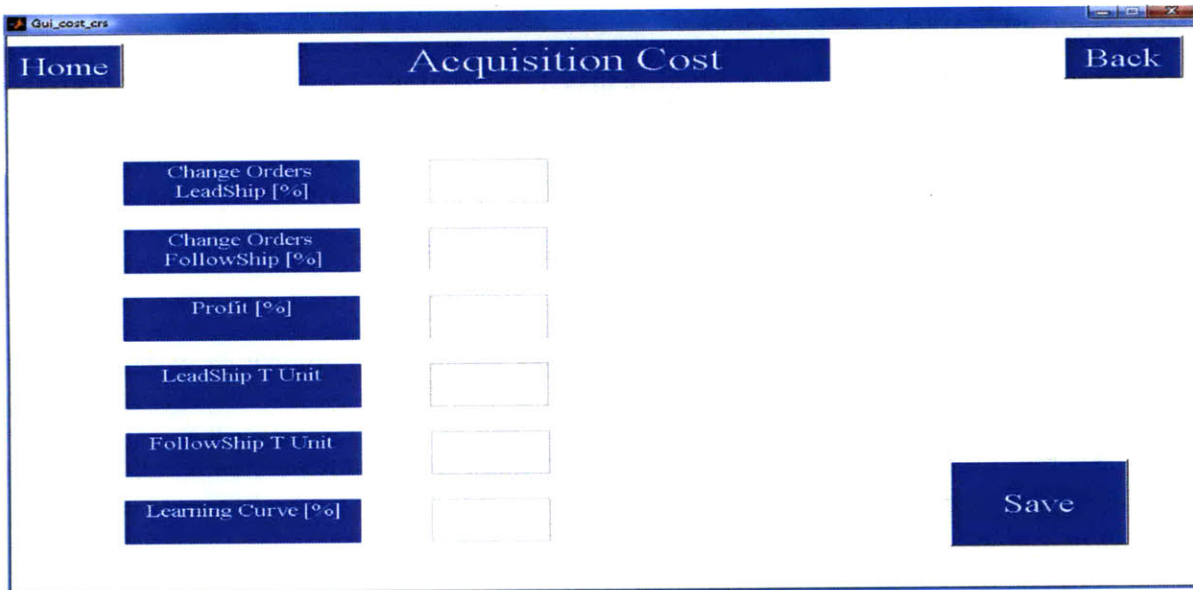 Gui_cost_crs
Home
Acquisition Cost
Back
Change Orders
LeadShip [%]
Change Orders
FollowShip [%]
Profit [%]
LeadShip T Unit
FollowShip T Unit
Learning Curve [%]
Save